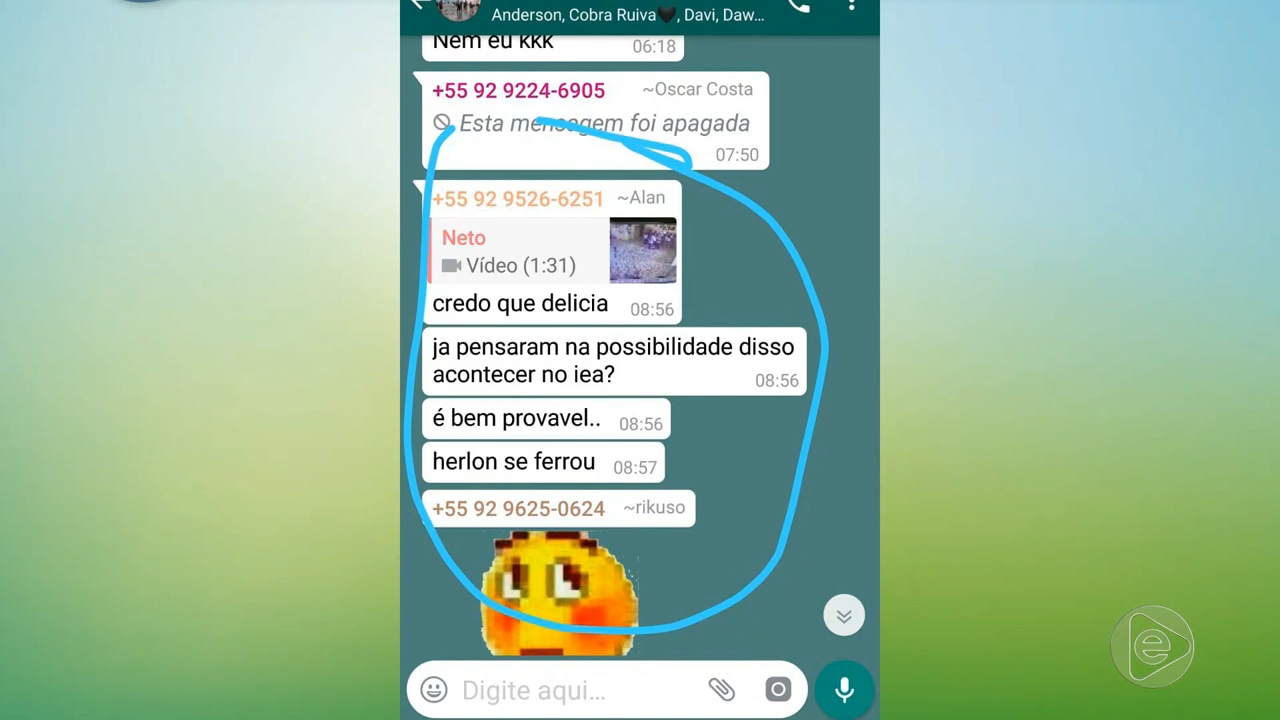 Anderson, Cobra Ruiva🖤, Davi, Daw...
Nem eu kkk
06:18
+55 92 9224-6905 ~Oscar Costa
Esta mensagem foi apagada
07:50
+55 92 9526-6251 ~Alan
Neto
Vídeo (1:31)
credo que delicia 08:56
ja pensaram na possibilidade disso
acontecer no iea? 08:56
é bem provavel.. 08:56
herlon se ferrou 08:57
+55 92 9625-0624 ~rikuso
Digite aqui...
e